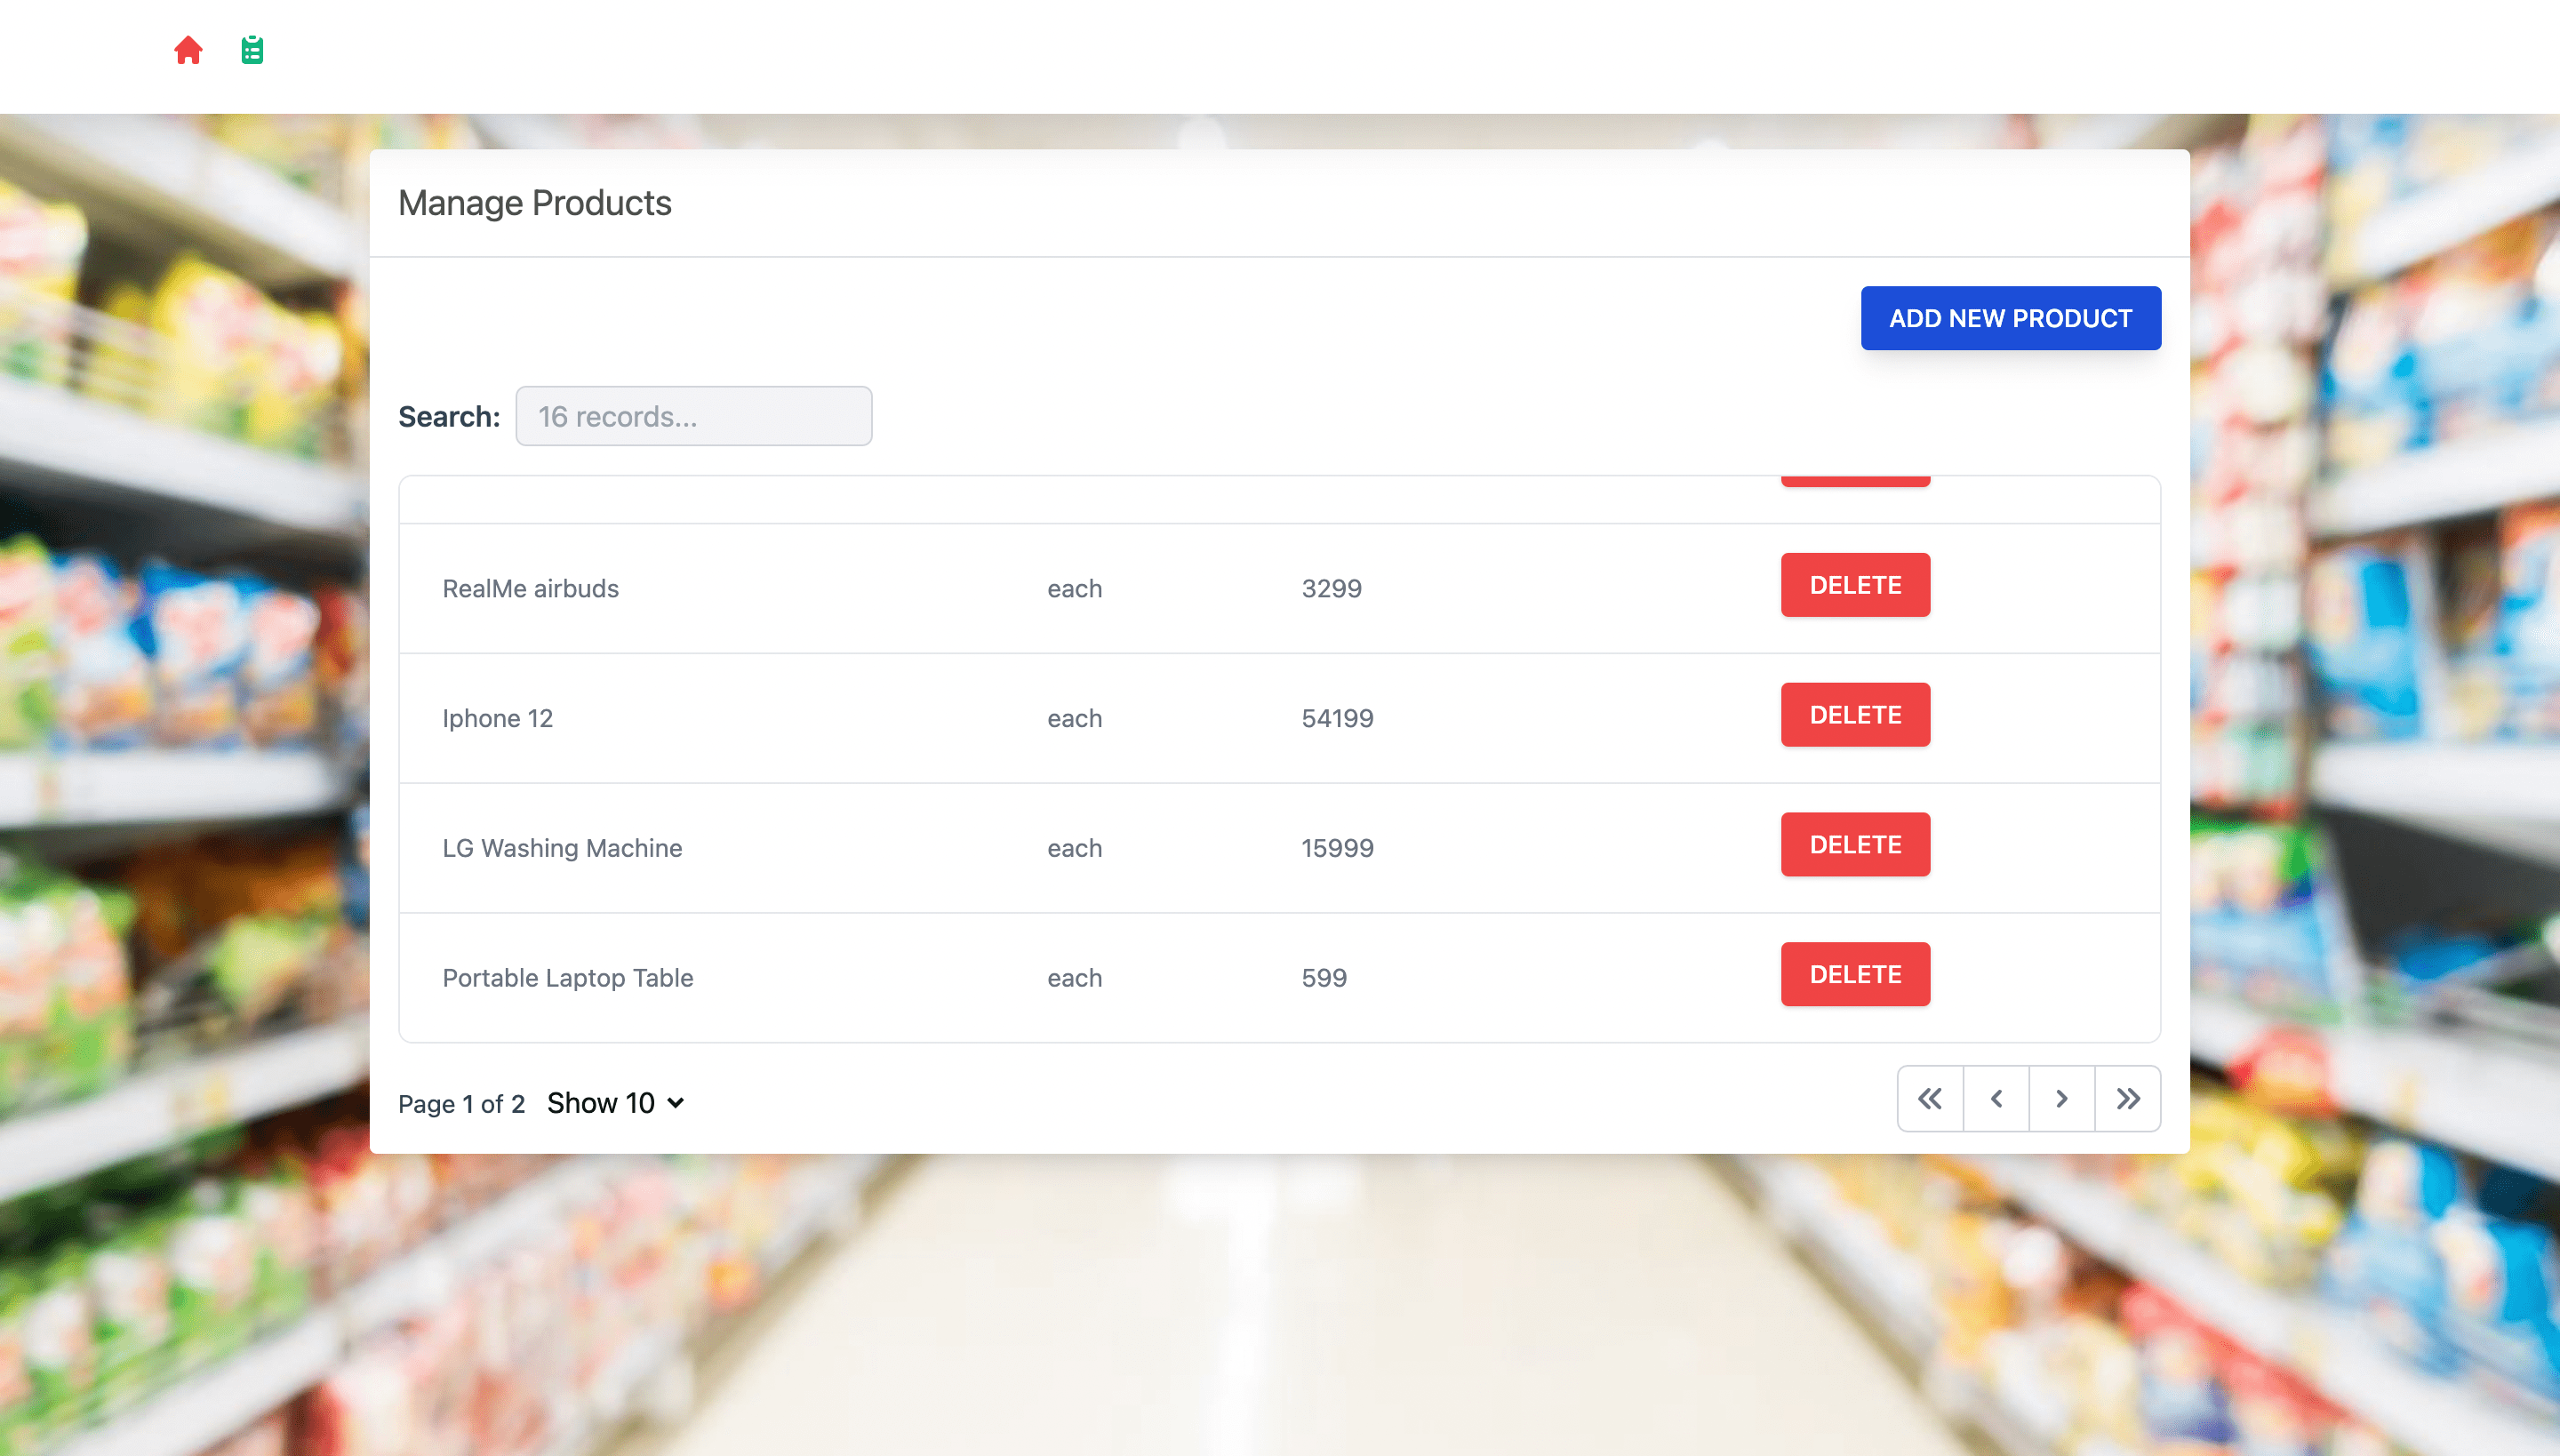 Manage Products
ADD NEW PRODUCT
Search: 16 records...
RealMe airbuds each 3299 DELETE
Iphone 12 each 54199 DELETE
LG Washing Machine each 15999 DELETE
Portable Laptop Table each 599 DELETE
Page 1 of 2 Show 10